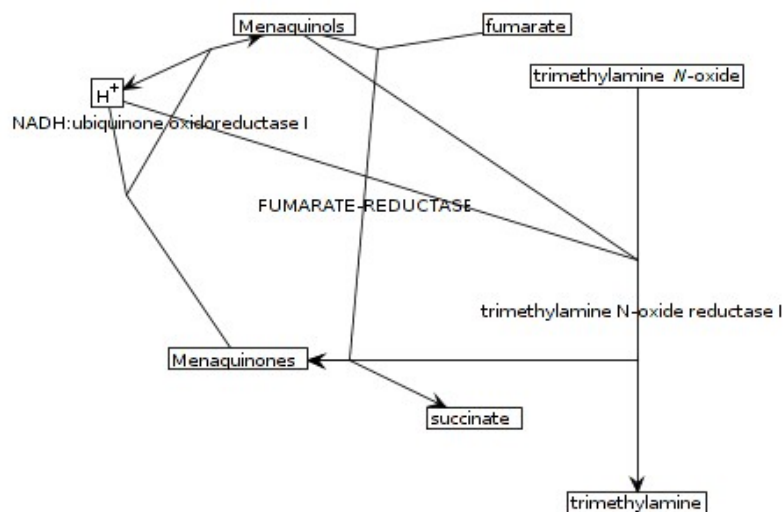 Menaquinols
fumarate
trimethylamine N-oxide
H+
NADH:ubiquinone oxidoreductase I
FUMARATE-REDUCTASE
trimethylamine N-oxide reductase I
Menaquinones
succinate
trimethylamine